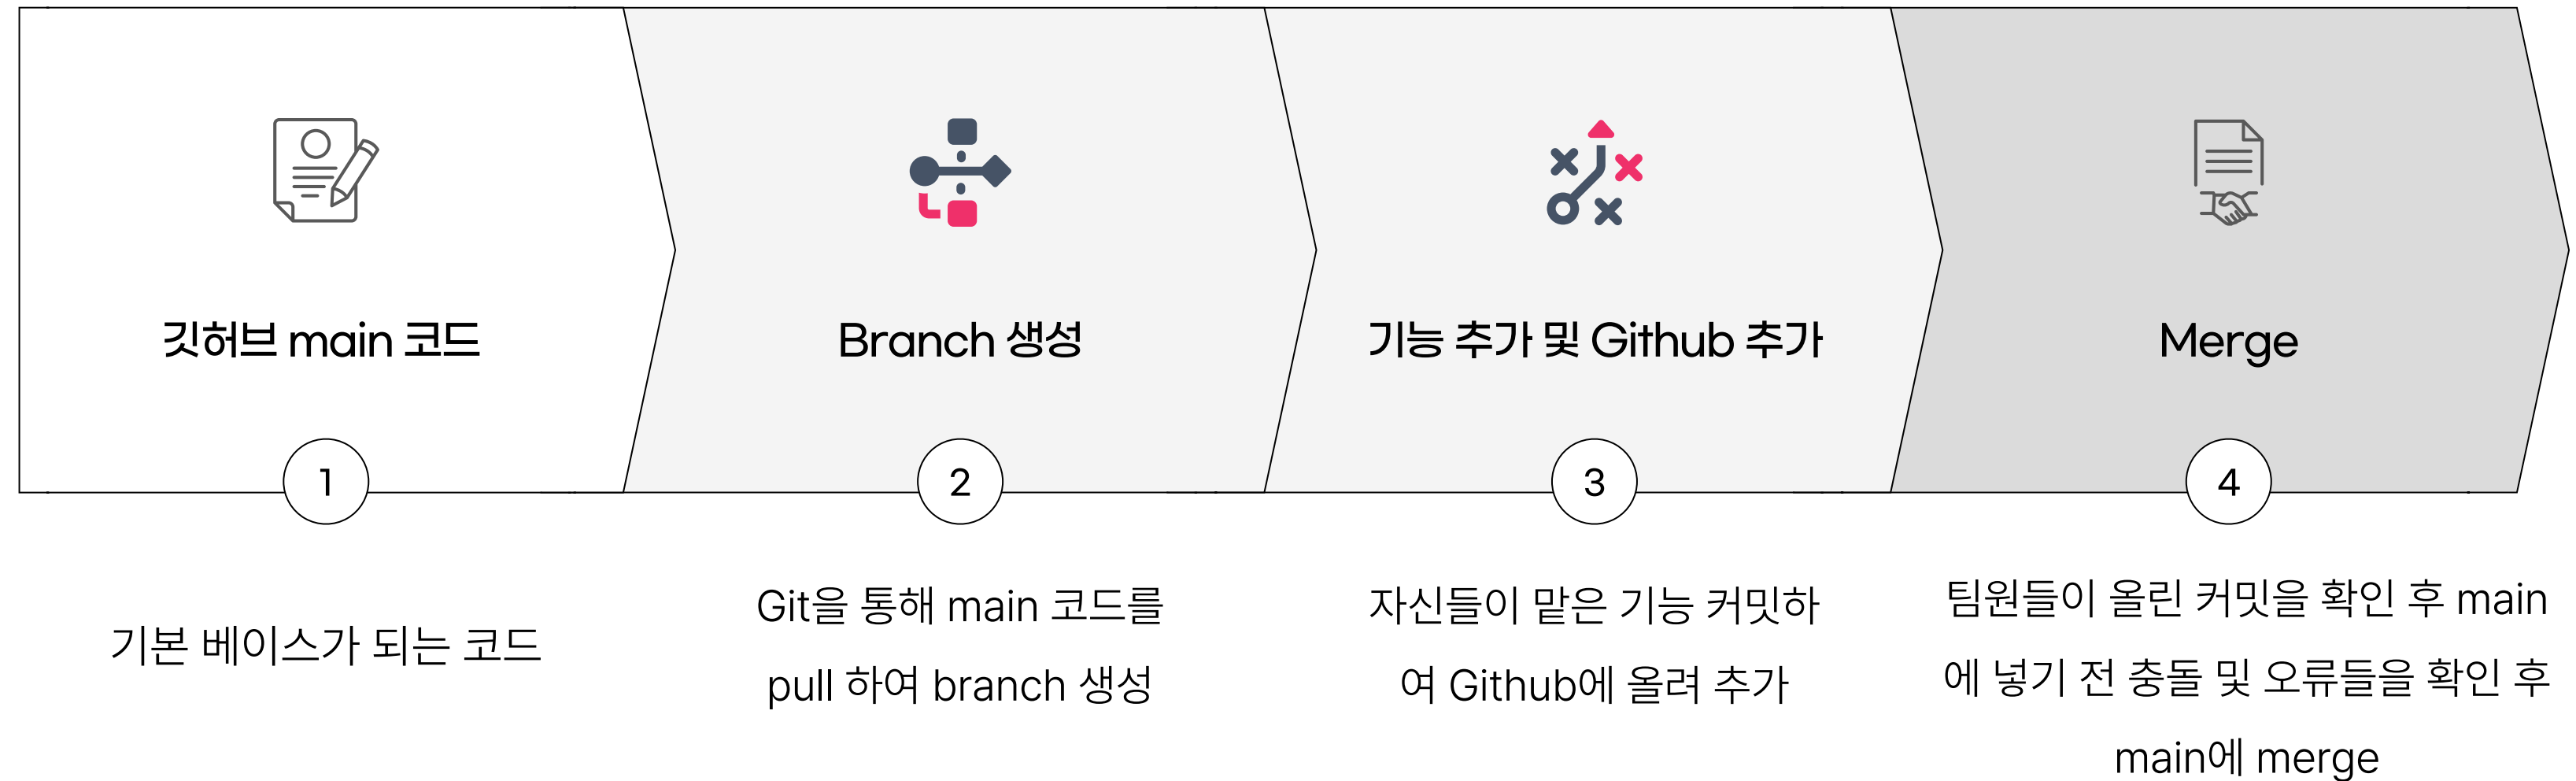 깃허브 main 코드
Branch 생성
기능 추가 및 Github 추가
Merge
1
2
3
4
기본 베이스가 되는 코드
Git을 통해 main 코드를
pull 하여 branch 생성
자신들이 맡은 기능 커밋하
여 Github에 올려 추가
팀원들이 올린 커밋을 확인 후 main
에 넣기 전 충돌 및 오류들을 확인 후
main에 merge